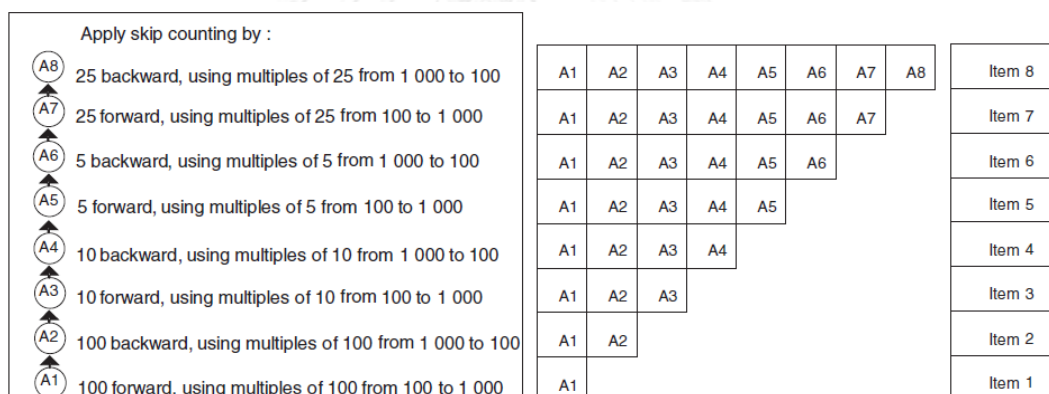 Apply skip counting by :
A8 25 backward, using multiples of 25 from 1 000 to 100
A7 25 forward, using multiples of 25 from 100 to 1 000
A6 5 backward, using multiples of 5 from 1 000 to 100
A5 5 forward, using multiples of 5 from 100 to 1 000
A4 10 backward, using multiples of 10 from 1 000 to 100
A3 10 forward, using multiples of 10 from 100 to 1 000
A2 100 backward, using multiples of 100 from 1 000 to 100
A1 100 forward, using multiples of 100 from 100 to 1 000
A1 A2 A3 A4 A5 A6 A7 A8 Item 8
A1 A2 A3 A4 A5 A6 A7 Item 7
A1 A2 A3 A4 A5 A6 Item 6
A1 A2 A3 A4 A5 Item 5
A1 A2 A3 A4 Item 4
A1 A2 A3 Item 3
A1 A2 Item 2
A1 Item 1